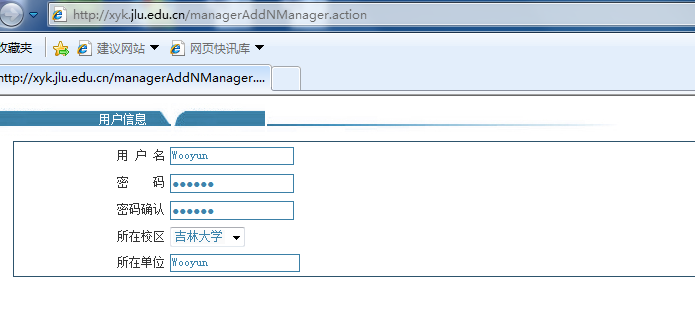 http://xyk.jlu.edu.cn/managerAddNManager.action
收藏夹 建议网站 网页快讯库
http://xyk.jlu.edu.cn/managerAddNManager....
用户信息
用 户 名 Wooyun
密 码 ●●●●●●
密码确认 ●●●●●●
所在校区 吉林大学
所在单位 Wooyun